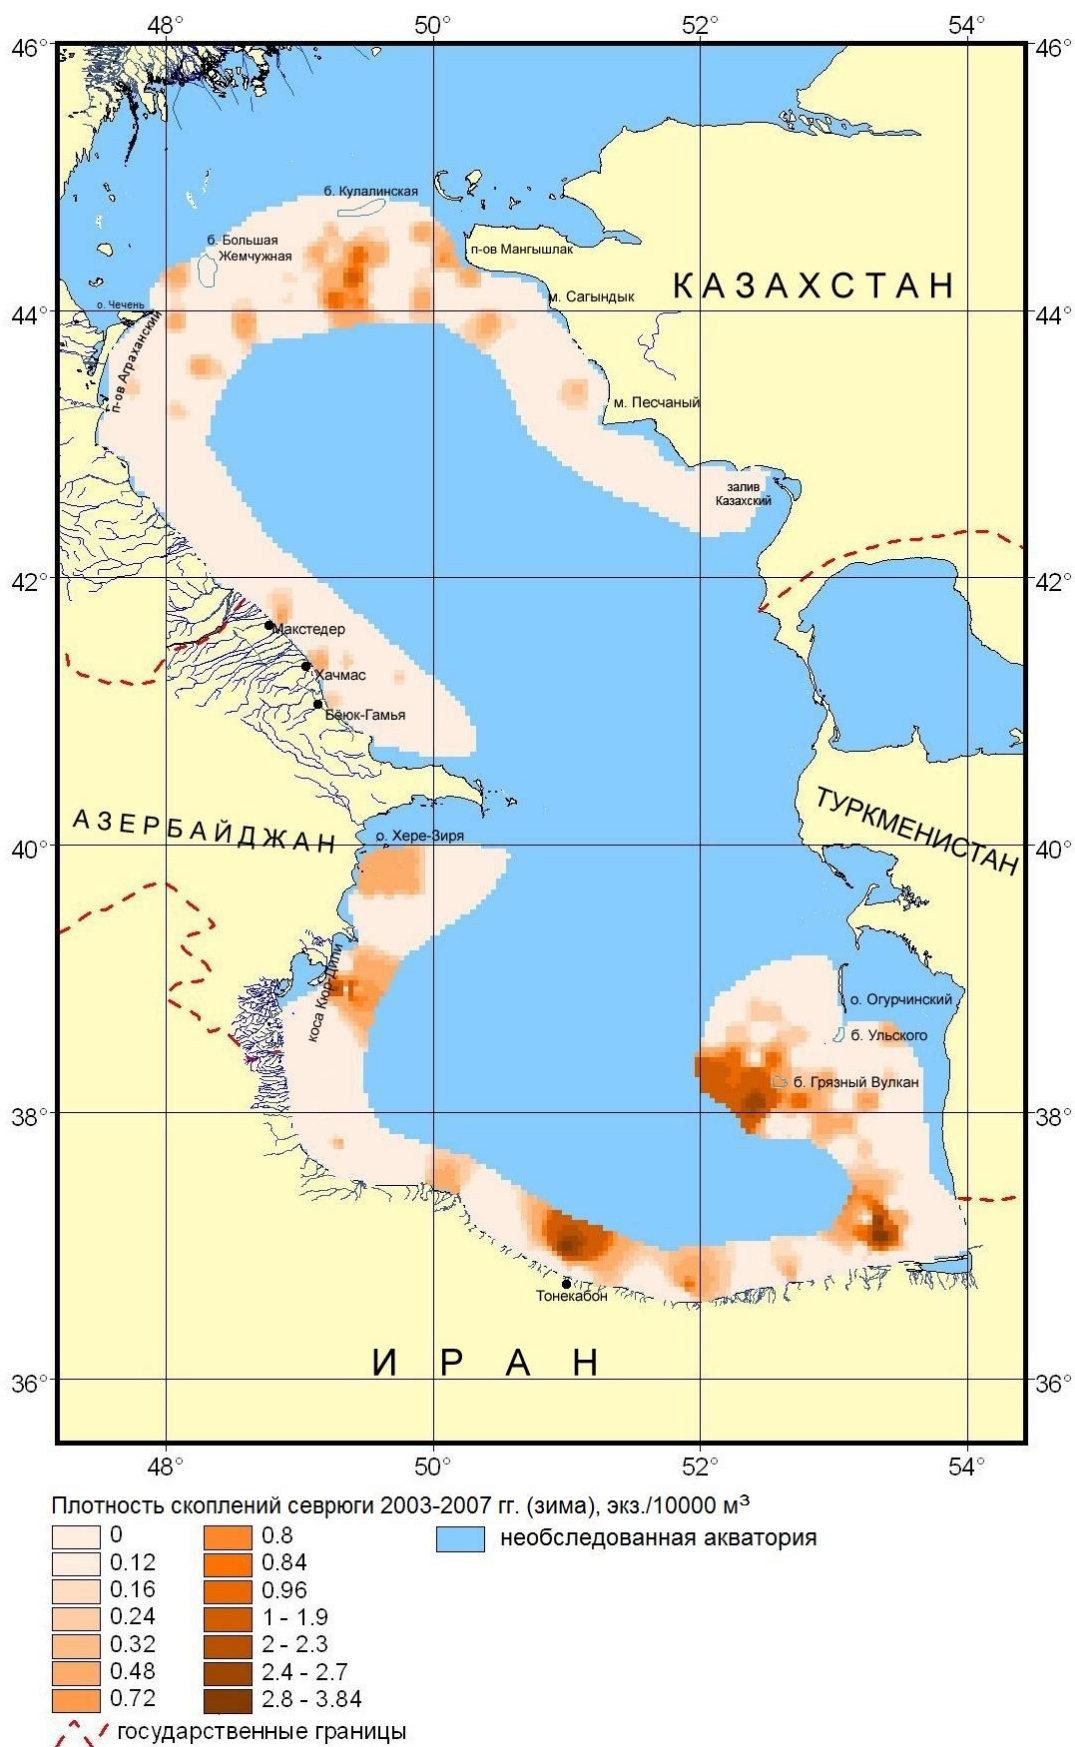 48°
50°
52°
54°
46°
46°
б. Кулалинская
б. Большая
Жемчужная
п-ов Мангышлак
о. Чечень
м. Сагындык
КАЗАХСТАН
44°
44°
п-ов Аграханский
м. Песчаный
залив
Казахский
42°
42°
Макстедер
Хачмас
Бёюк-Гамья
АЗЕРБАЙДЖАН
ТУРКМЕНИСТАН
о. Хере-Зиря
40°
40°
коса Кюр-Дили
о. Огурчинский
б. Ульского
б. Грязный Вулкан
38°
38°
Тонекабон
ИРАН
36°
36°
48°
50°
52°
54°
Плотность скоплений севрюги 2003-2007 гг. (зима), экз./10000 м³
0
0.12
0.16
0.24
0.32
0.48
0.72
0.8
0.84
0.96
1 - 1.9
2 - 2.3
2.4 - 2.7
2.8 - 3.84
необследованная акватория
государственные границы